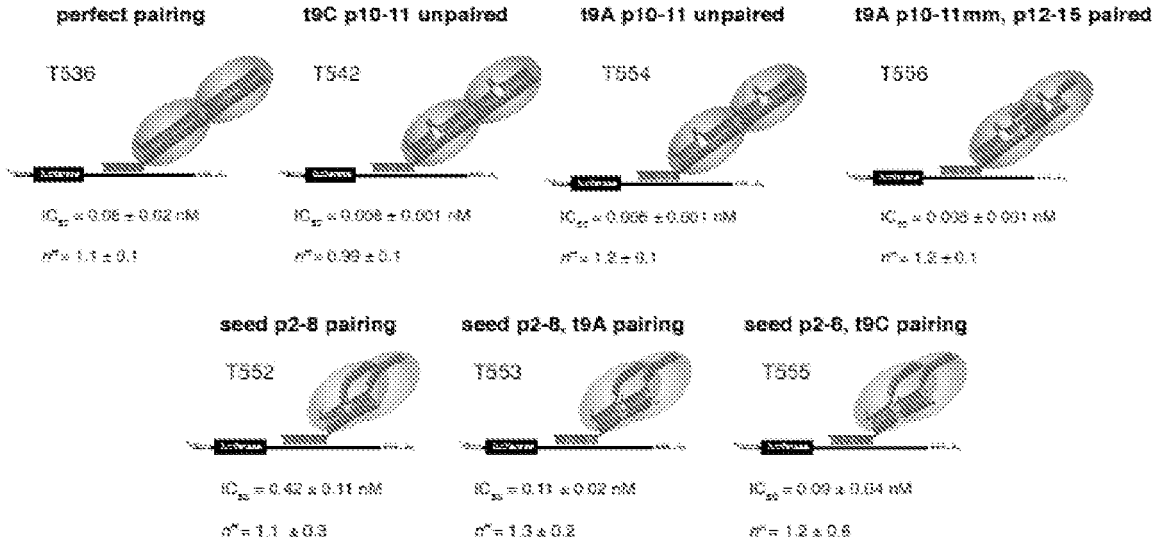 perfect pairing
t9C p10-11 unpaired
t9A p10-11 unpaired
t9A p10-11mm, p12-15 paired
T536
T542
T554
T556
IC50 = 0.08 ± 0.02 nM
IC50 = 0.008 ± 0.001 nM
IC50 = 0.006 ± 0.001 nM
IC50 = 0.008 ± 0.001 nM
nH = 1.1 ± 0.1
nH = 0.99 ± 0.1
nH = 1.2 ± 0.1
nH = 1.2 ± 0.1
seed p2-8 pairing
seed p2-8, t9A pairing
seed p2-8, t9C pairing
T552
T553
T555
IC50 = 0.42 ± 0.11 nM
IC50 = 0.11 ± 0.02 nM
IC50 = 0.09 ± 0.04 nM
nH = 1.1 ± 0.3
nH = 1.3 ± 0.2
nH = 1.2 ± 0.6